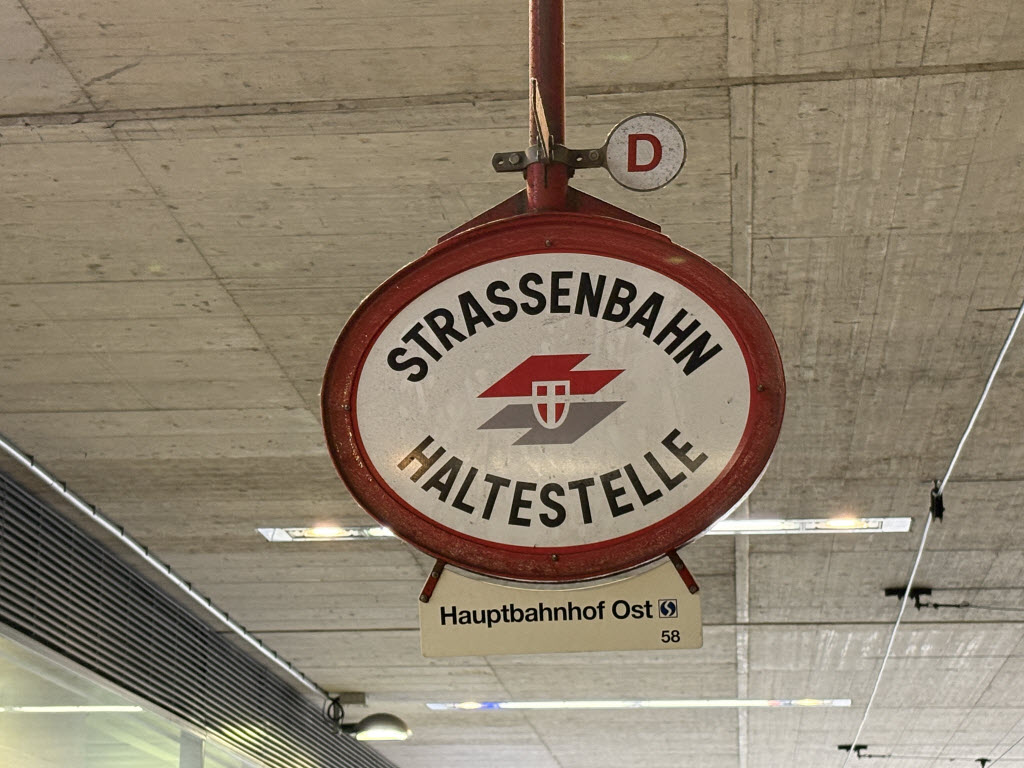 D
STRASSENBAHN
HALTESTELLE
Hauptbahnhof Ost S
58